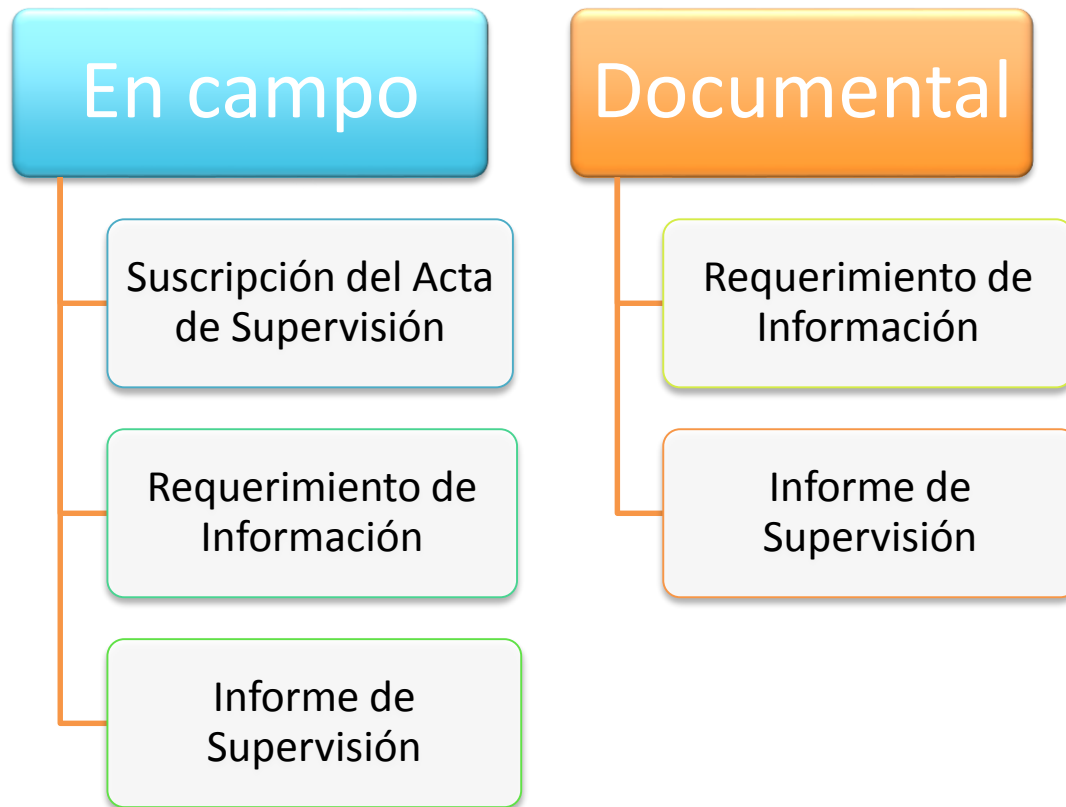 En campo
Suscripción del Acta
de Supervisión
Requerimiento de
Información
Informe de
Supervisión
Documental
Requerimiento de
Información
Informe de
Supervisión